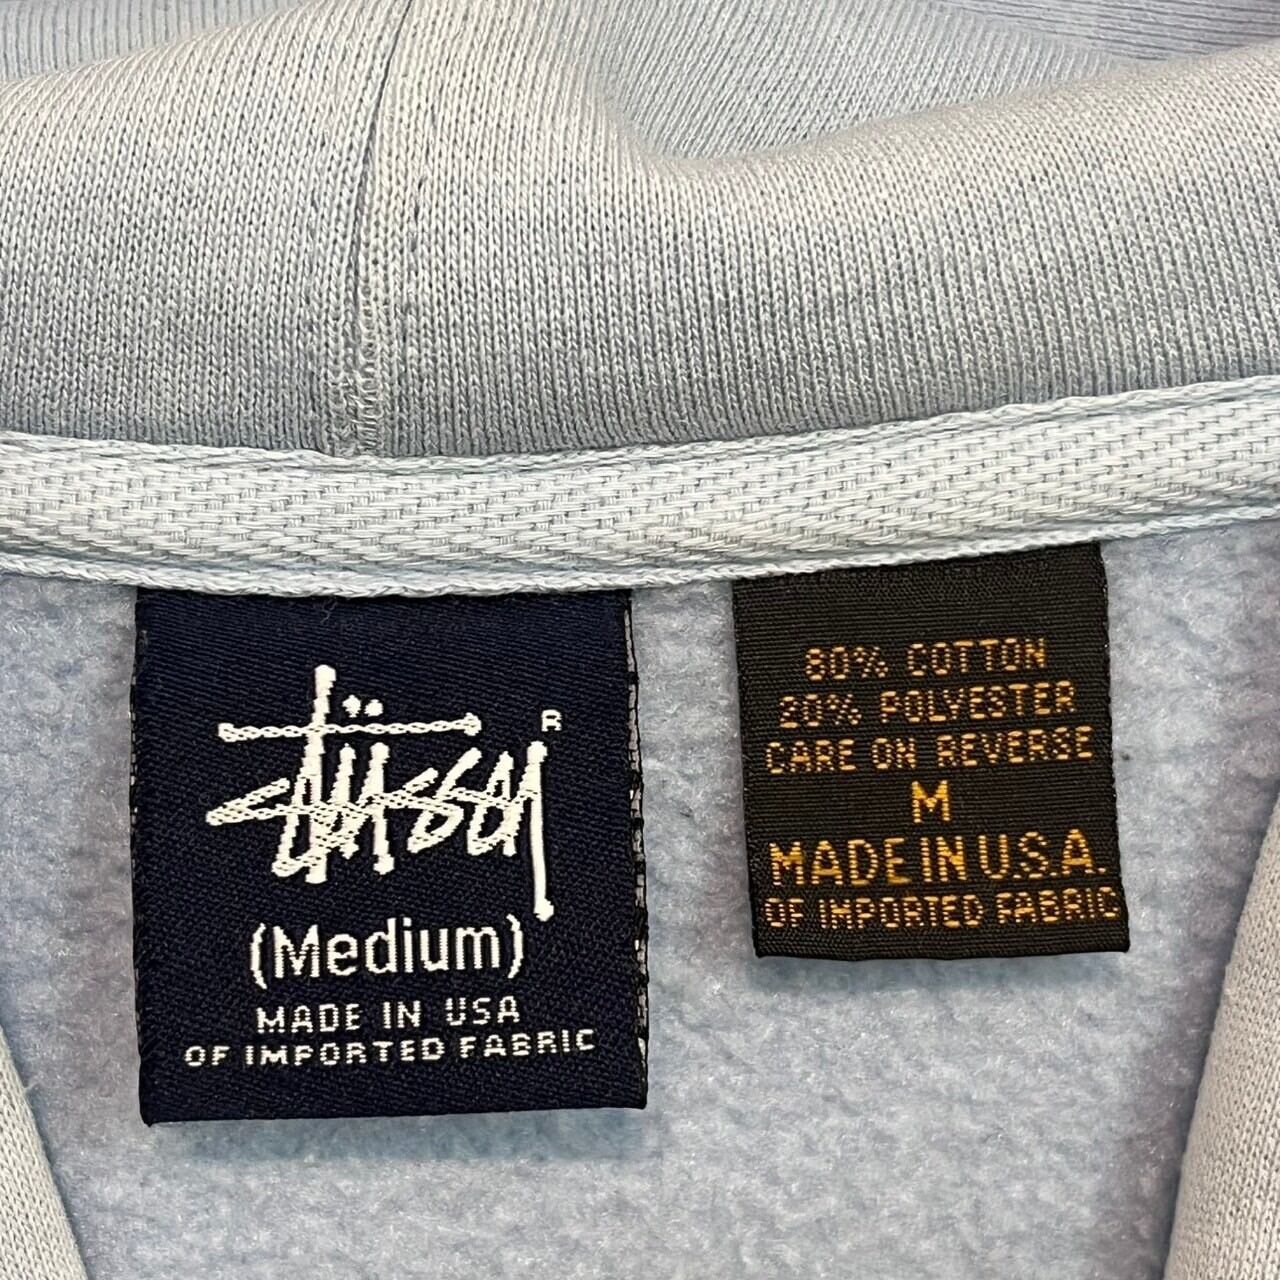 Stüssy R
(Medium)
MADE IN USA
OF IMPORTED FABRIC
80% COTTON
20% POLYESTER
CARE ON REVERSE
M
MADE IN U.S.A.
OF IMPORTED FABRIC